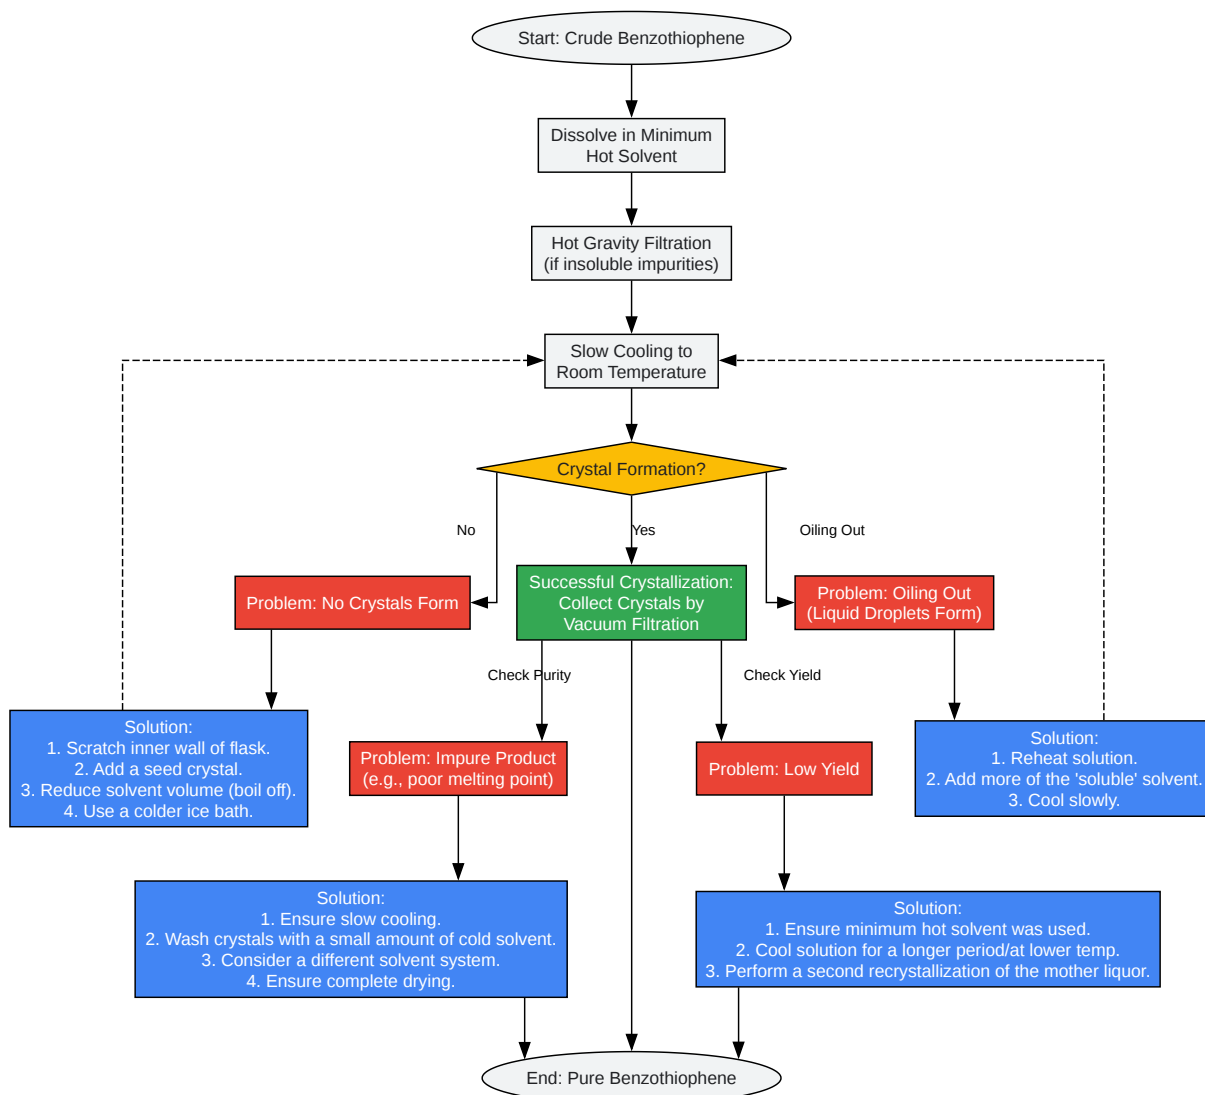 Start: Crude Benzothiophene
Dissolve in Minimum
Hot Solvent
Hot Gravity Filtration
(if insoluble impurities)
Slow Cooling to
Room Temperature
Crystal Formation?
No
Yes
Oiling Out
Problem: No Crystals Form
Successful Crystallization:
Collect Crystals by
Vacuum Filtration
Problem: Oiling Out
(Liquid Droplets Form)
Check Purity
Check Yield
Solution:
1. Scratch inner wall of flask.
2. Add a seed crystal.
3. Reduce solvent volume (boil off).
4. Use a colder ice bath.
Problem: Impure Product
(e.g., poor melting point)
Problem: Low Yield
Solution:
1. Reheat solution.
2. Add more of the 'soluble' solvent.
3. Cool slowly.
Solution:
1. Ensure slow cooling.
2. Wash crystals with a small amount of cold solvent.
3. Consider a different solvent system.
4. Ensure complete drying.
Solution:
1. Ensure minimum hot solvent was used.
2. Cool solution for a longer period/at lower temp.
3. Perform a second recrystallization of the mother liquor.
End: Pure Benzothiophene